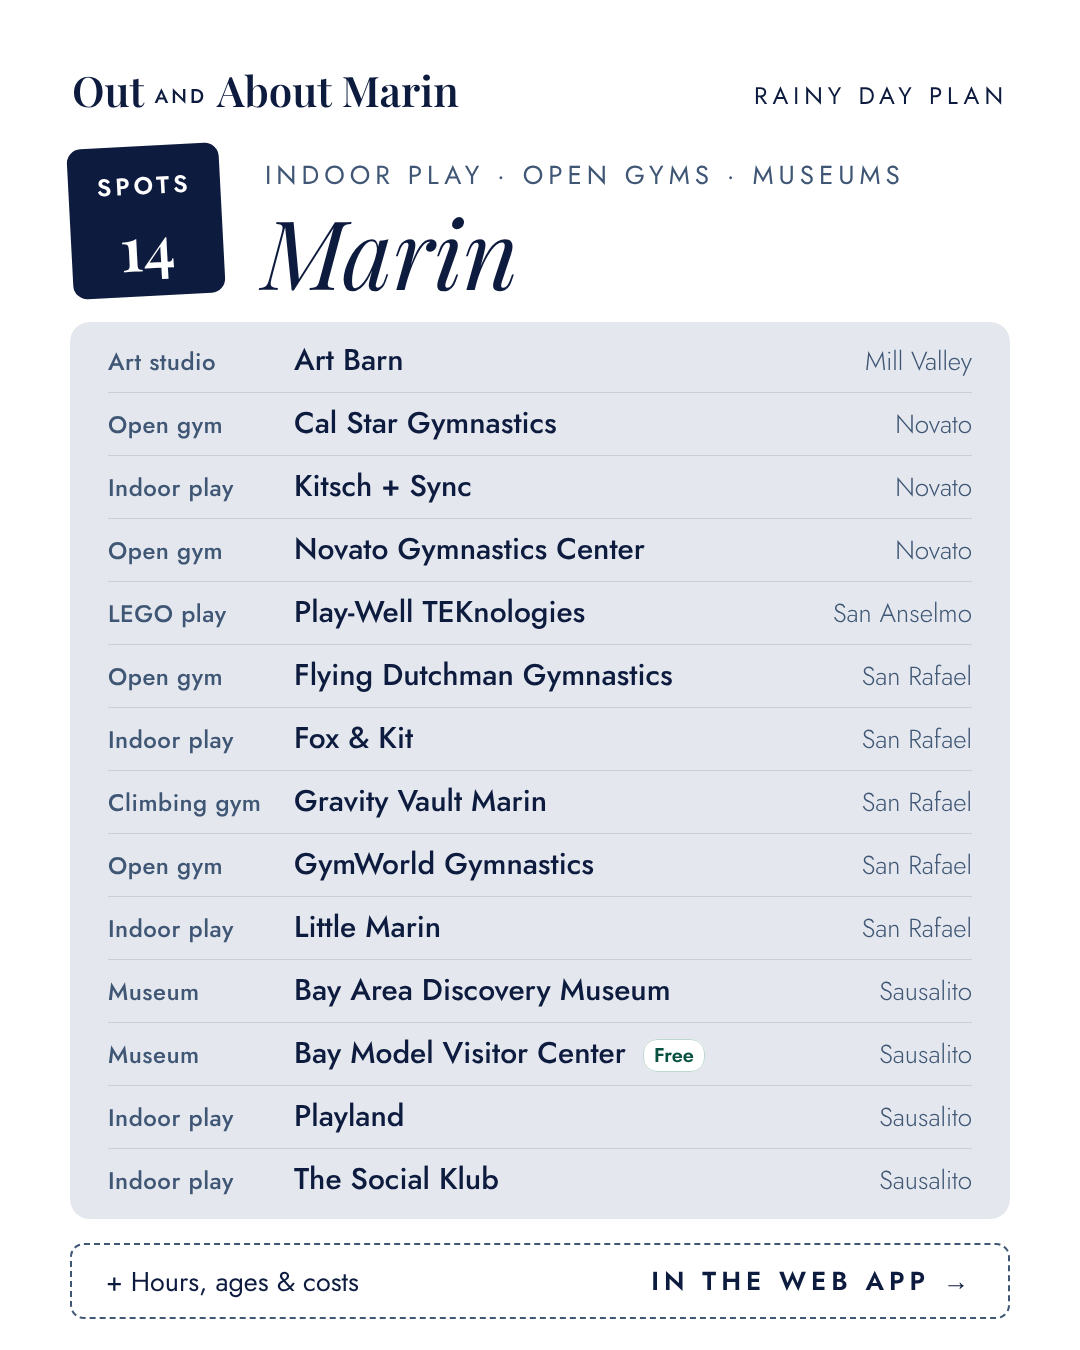 Out AND About Marin
RAINY DAY PLAN
SPOTS
14
INDOOR PLAY · OPEN GYMS · MUSEUMS
Marin
Art studio Art Barn Mill Valley
Open gym Cal Star Gymnastics Novato
Indoor play Kitsch + Sync Novato
Open gym Novato Gymnastics Center Novato
LEGO play Play-Well TEKnologies San Anselmo
Open gym Flying Dutchman Gymnastics San Rafael
Indoor play Fox & Kit San Rafael
Climbing gym Gravity Vault Marin San Rafael
Open gym GymWorld Gymnastics San Rafael
Indoor play Little Marin San Rafael
Museum Bay Area Discovery Museum Sausalito
Museum Bay Model Visitor Center Free Sausalito
Indoor play Playland Sausalito
Indoor play The Social Klub Sausalito
+ Hours, ages & costs IN THE WEB APP →